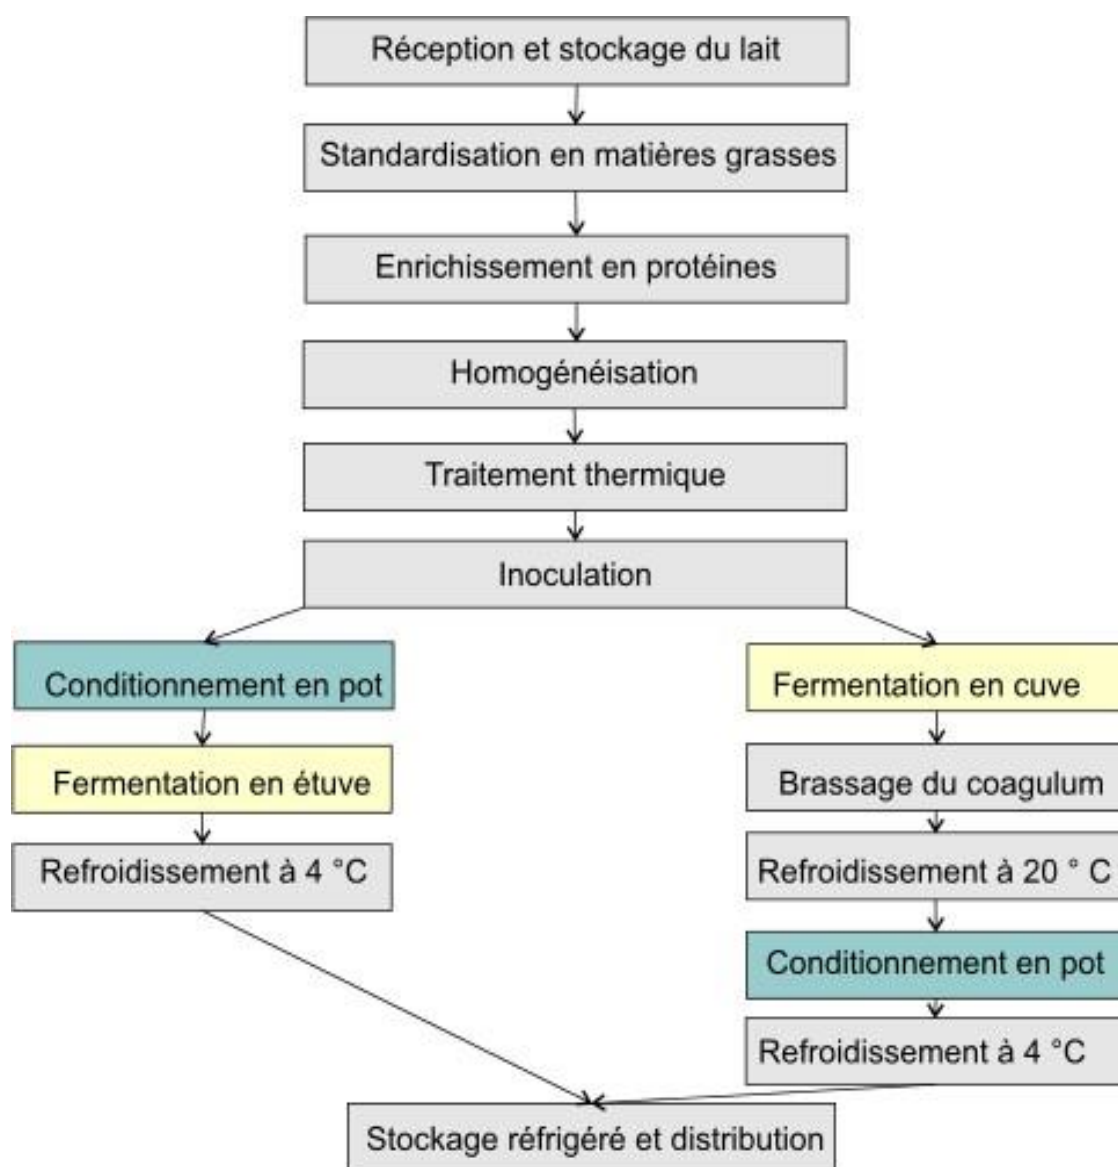 Réception et stockage du lait
Standardisation en matières grasses
Enrichissement en protéines
Homogénéisation
Traitement thermique
Inoculation
Conditionnement en pot
Fermentation en étuve
Refroidissement à 4 °C
Fermentation en cuve
Brassage du coagulum
Refroidissement à 20 ° C
Conditionnement en pot
Refroidissement à 4 °C
Stockage réfrigéré et distribution